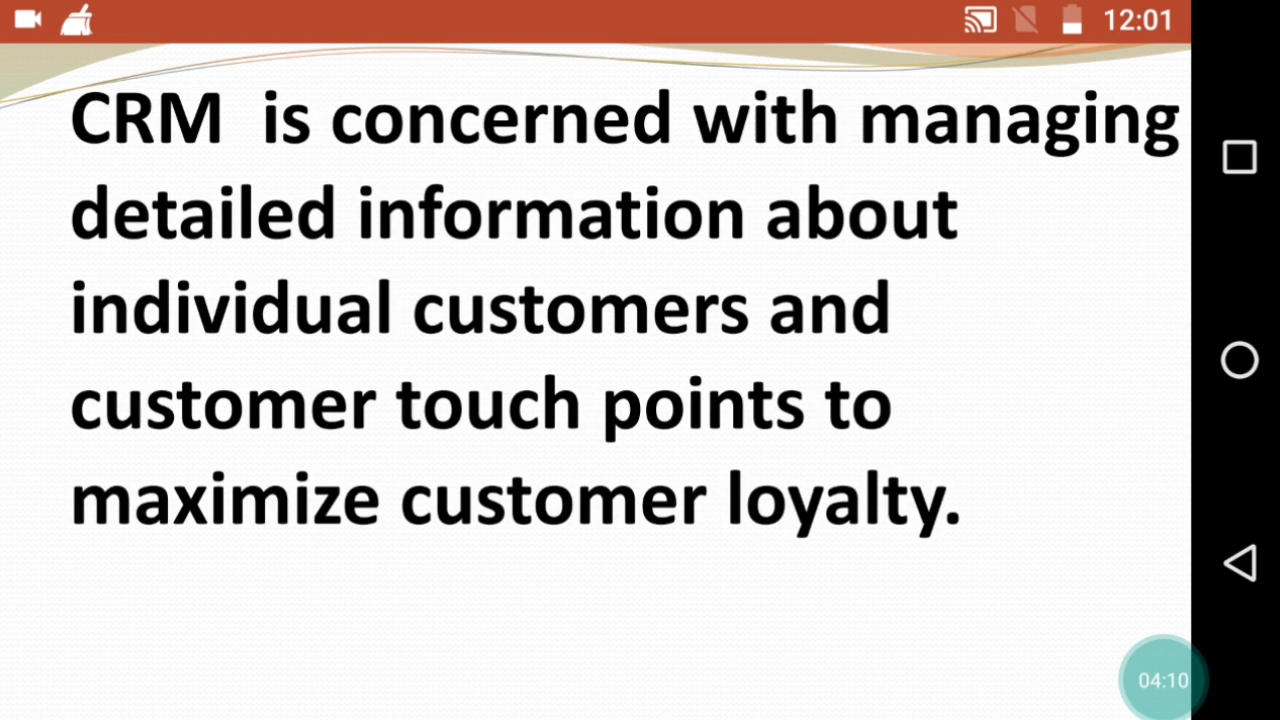 12:01
CRM  is concerned with managing
detailed information about
individual customers and
customer touch points to
maximize customer loyalty.
04:10